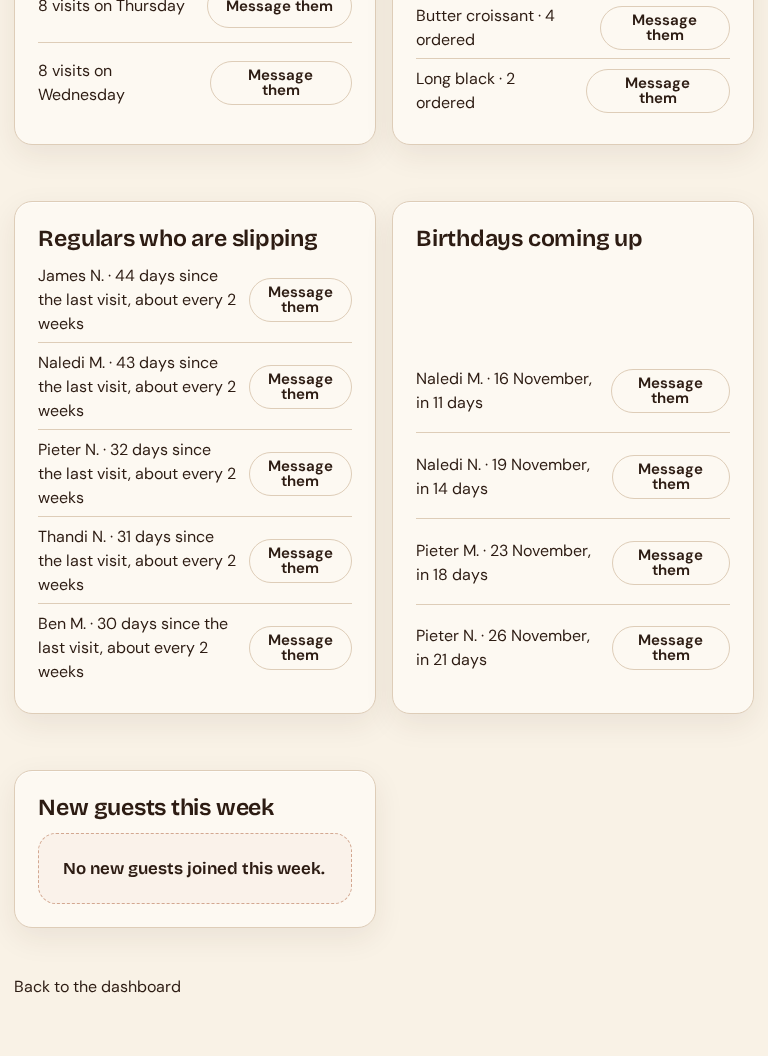 8 visits on Thursday
Message them
8 visits on
Wednesday
Message
them
Butter croissant · 4
ordered
Message
them
Long black · 2
ordered
Message
them
Regulars who are slipping
James N. · 44 days since
the last visit, about every 2
weeks
Message
them
Naledi M. · 43 days since
the last visit, about every 2
weeks
Message
them
Pieter N. · 32 days since
the last visit, about every 2
weeks
Message
them
Thandi N. · 31 days since
the last visit, about every 2
weeks
Message
them
Ben M. · 30 days since the
last visit, about every 2
weeks
Message
them
Birthdays coming up
Naledi M. · 16 November,
in 11 days
Message
them
Naledi N. · 19 November,
in 14 days
Message
them
Pieter M. · 23 November,
in 18 days
Message
them
Pieter N. · 26 November,
in 21 days
Message
them
New guests this week
No new guests joined this week.
Back to the dashboard